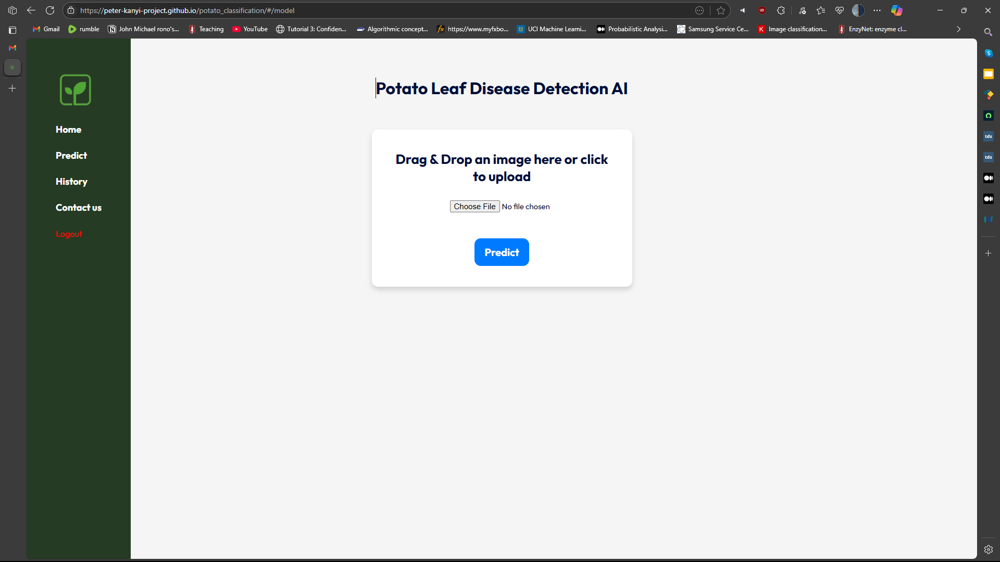 https://peter-kanyi-project.github.io/potato_classification/#/model
Gmail
rumble
John Michael rono's...
Teaching
YouTube
Tutorial 3: Confiden...
Algorithmic concept...
https://www.myfxbo...
UCI Machine Learni...
Probabilistic Analysi...
Samsung Service Ce...
Image classification...
EnzyNet: enzyme cl...
Home
Predict
History
Contact us
Logout
Potato Leaf Disease Detection AI
Drag & Drop an image here or click
to upload
Choose File No file chosen
Predict
tds
tds